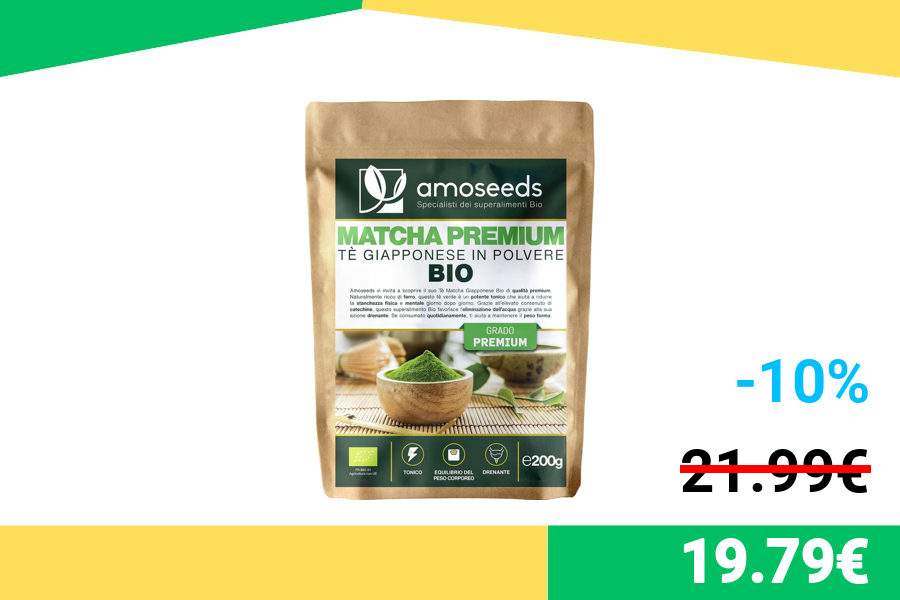 amoseeds
Specialisti dei superalimenti Bio
MATCHA PREMIUM
TÈ GIAPPONESE IN POLVERE
BIO
Amoseeds vi invita a scoprire il suo Tè Matcha Giapponese Bio di qualità premium.
Naturalmente ricco di ferro, questo tè verde è un potente tonico che aiuta a ridurre
la stanchezza fisica e mentale giorno dopo giorno. Grazie all'elevato contenuto di
catechine, questo superalimento Bio favorisce l'eliminazione dell'acqua grazie alla sua
azione drenante. Se consumato quotidianamente, ti aiuta a mantenere il peso forma.
GRADO
PREMIUM
TONICO
EQUILIBRIO DEL
PESO CORPOREO
DRENANTE
e200g
-10%
21.99€
19.79€